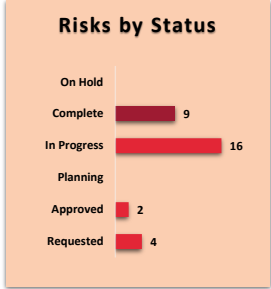 Risks by Status
On Hold
Complete 9
In Progress 16
Planning
Approved 2
Requested 4